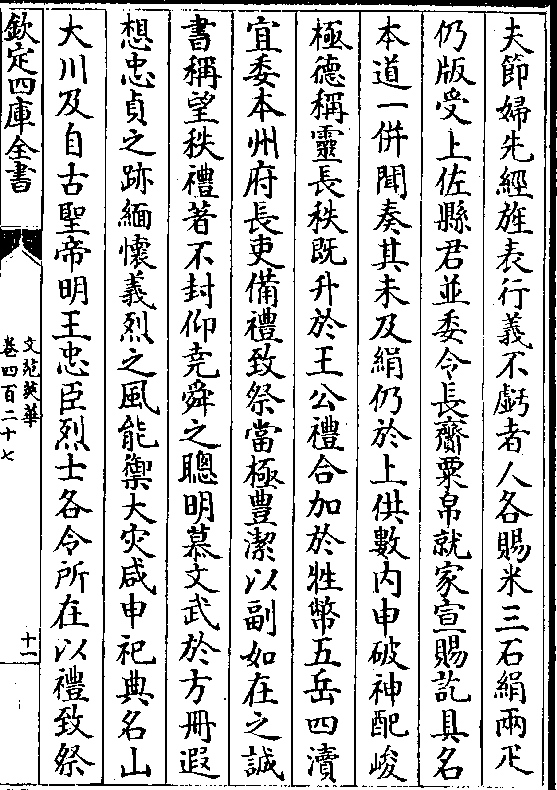 夫節婦先經旌表行義不虧者人各賜米三石絹兩疋
仍版受上佐縣君並委令長齎粟帛就家宣賜訖具名
本道一併聞奏其未及絹仍於上供數内申破神配峻
極德稱靈長秩既升於王公禮合加於牲幣五岳四瀆
宜委本州府長吏備禮致祭當極豐潔以副如在之誠
書稱望秩禮著不封仰堯舜之聰明慕文武於方冊遐
想忠貞之跡緬懷義烈之風能禦大灾咸申祀典名山
大川及自古聖帝明王忠臣烈士各令所在以禮致祭
欽定四庫全書
文苑英華
卷四百二十七
十一